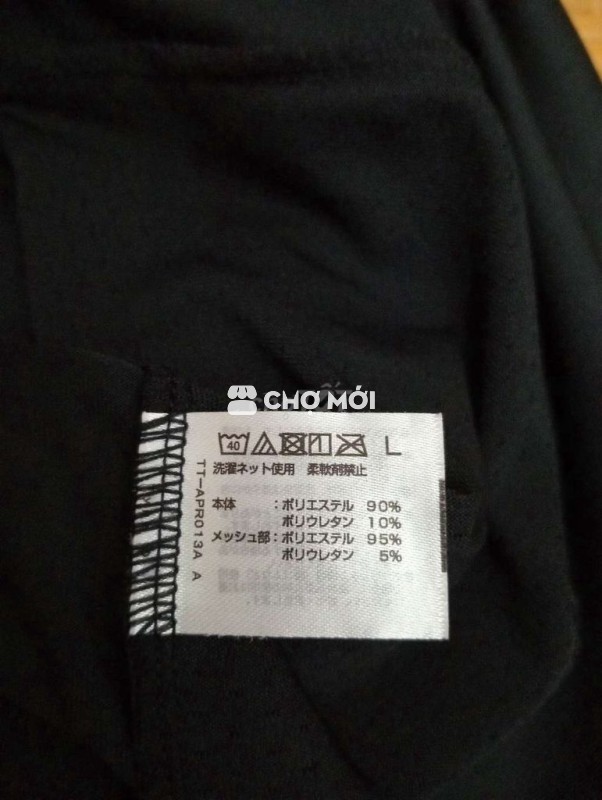 CHỢ MỚI
40 L
洗濯ネット使用 柔軟剤禁止
本体 :ポリエステル 90%
ポリウレタン 10%
メッシュ部:ポリエステル 95%
ポリウレタン 5%
TT-APR013A A